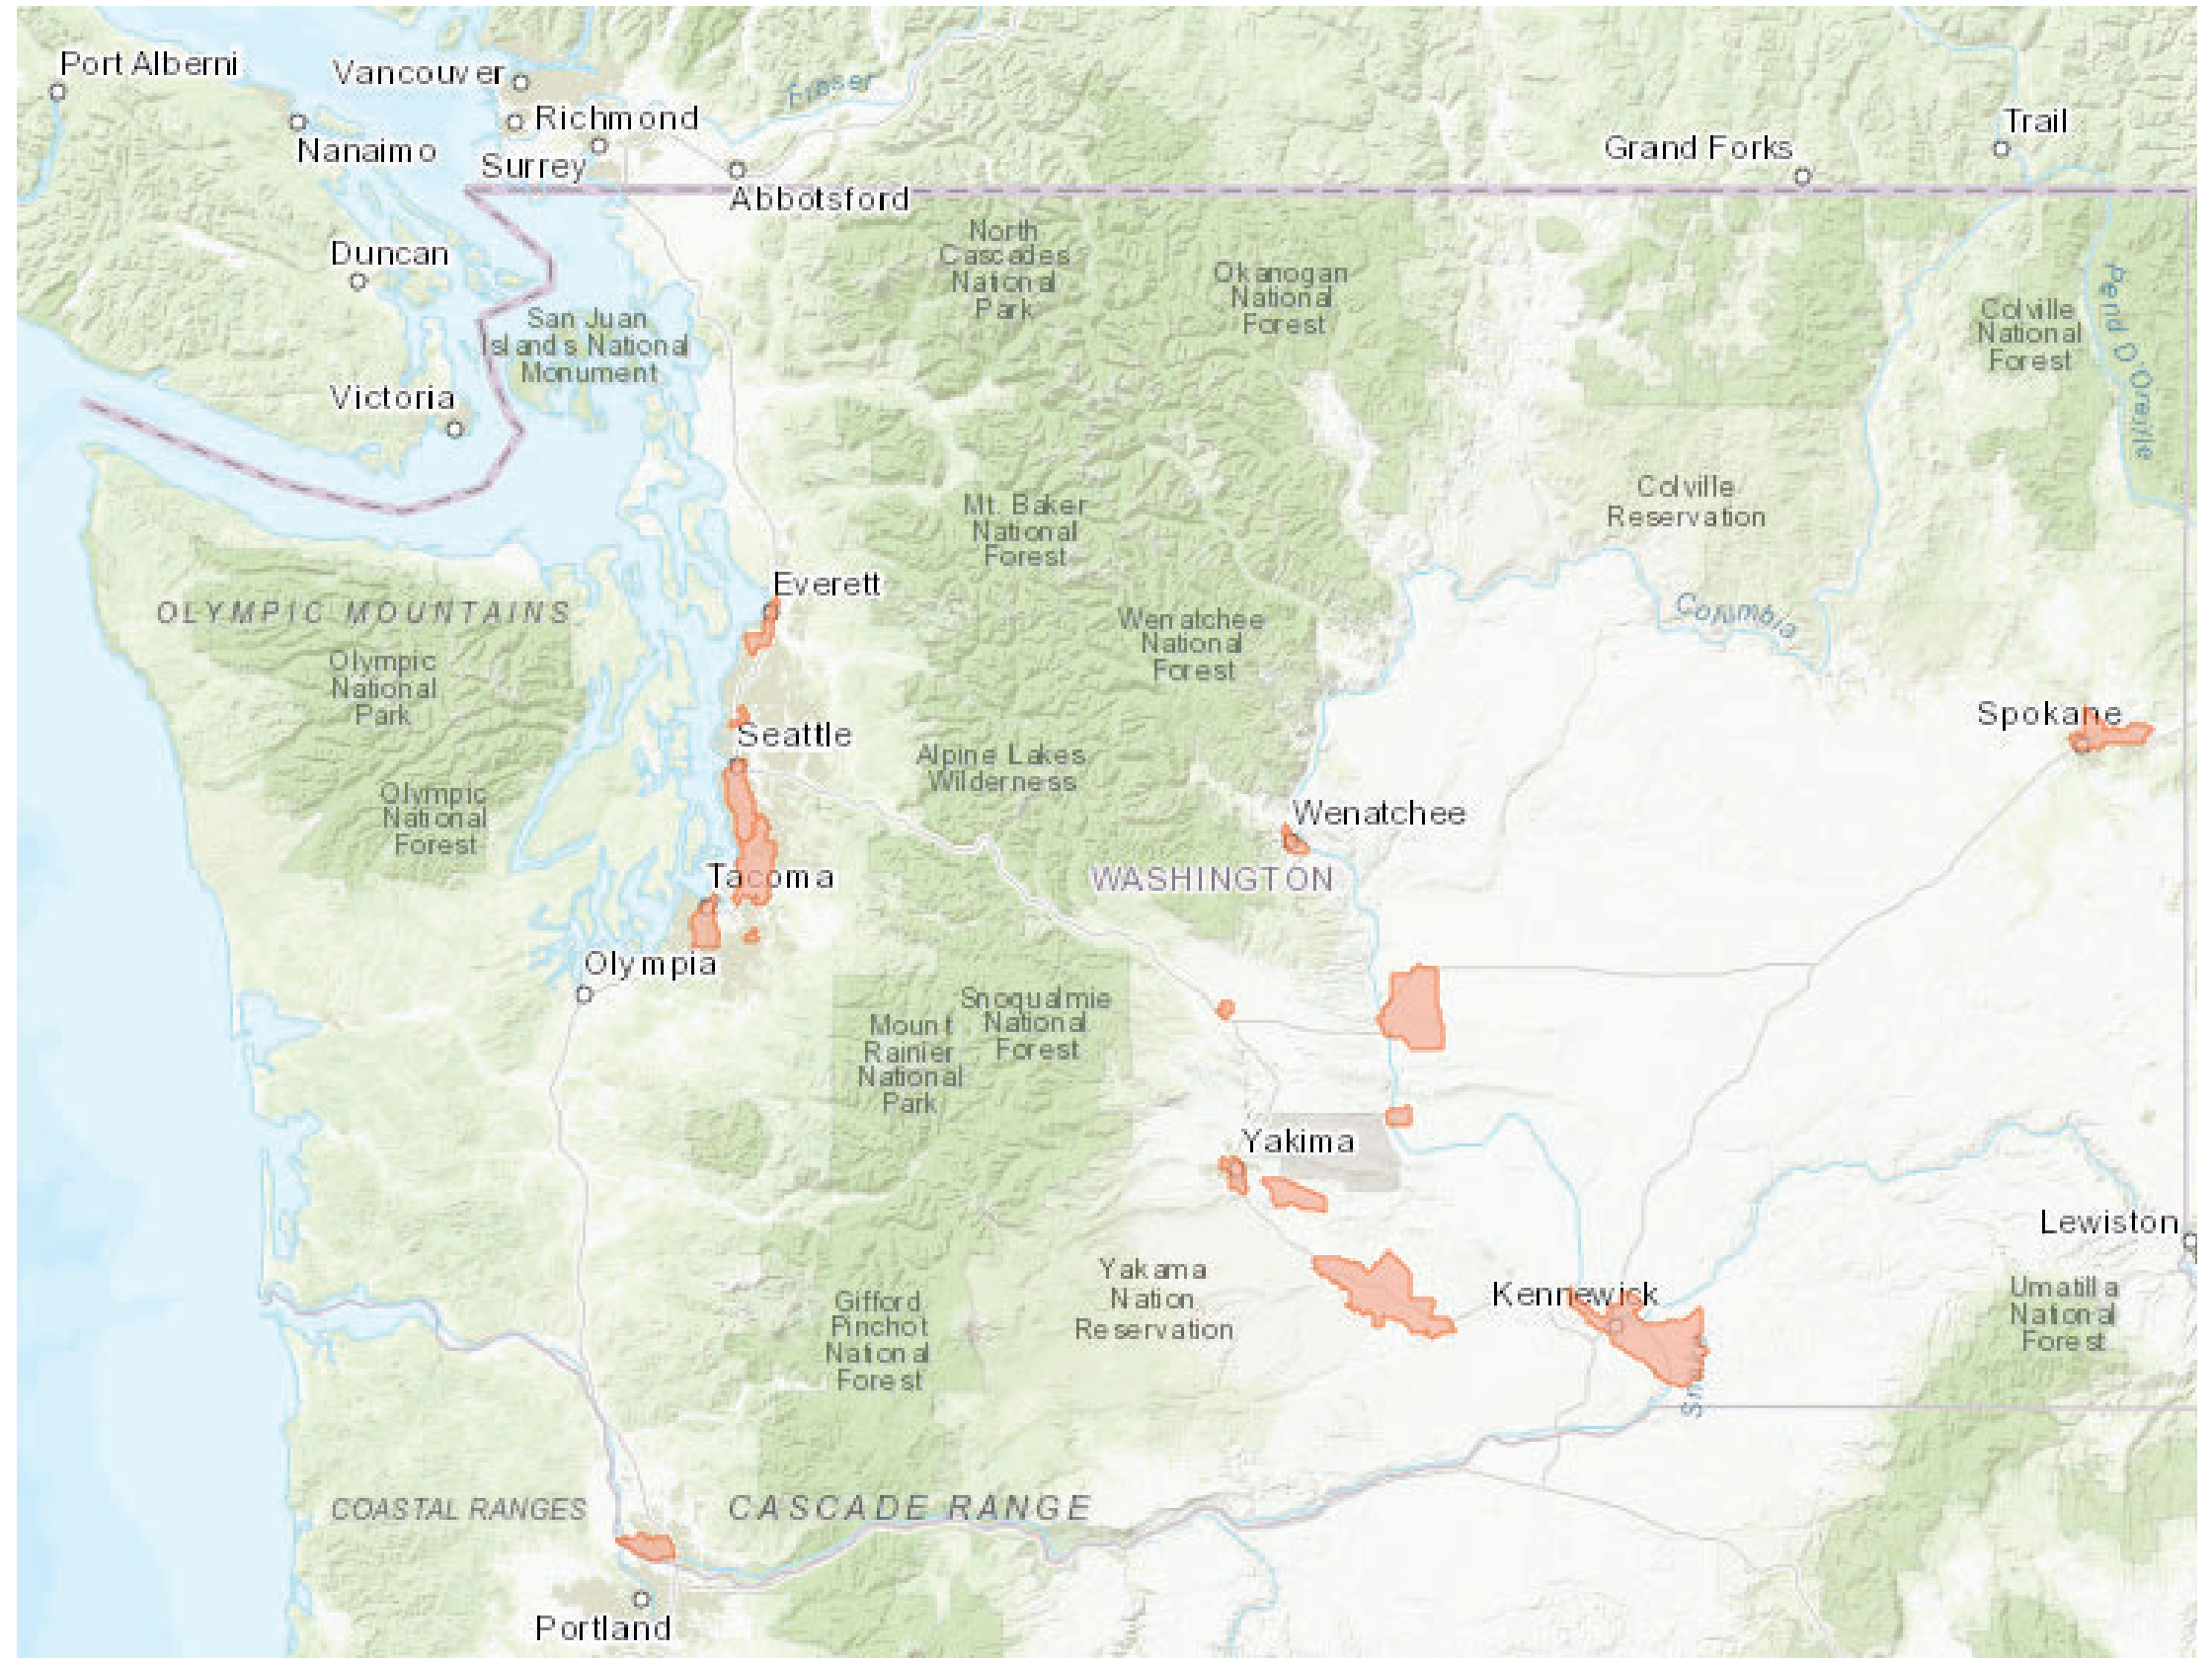 Port Alberni
Vancouver
Fraser
Richmond
Nanaimo
Surrey
Abbotsford
Grand Forks
Trail
Duncan
North
Cascades
National
Park
Okanogan
National
Forest
Colville
National
Forest
Pend O'Oreille
San Juan
Islands National
Monument
Victoria
Colville
Reservation
Mt. Baker
National
Forest
Everett
OLYMPIC MOUNTAINS
Columbia
Wenatchee
National
Forest
Olympic
National
Park
Spokane
Seattle
Alpine Lakes
Wilderness
Olympic
National
Forest
Wenatchee
Tacoma
WASHINGTON
Olympia
Snoqualmie
National
Forest
Mount
Rainier
National
Park
Yakima
Lewiston
Yakama
Nation
Reservation
Kennewick
Umatilla
National
Forest
Gifford
Pinchot
National
Forest
Snake
COASTAL RANGES
CASCADE RANGE
Portland